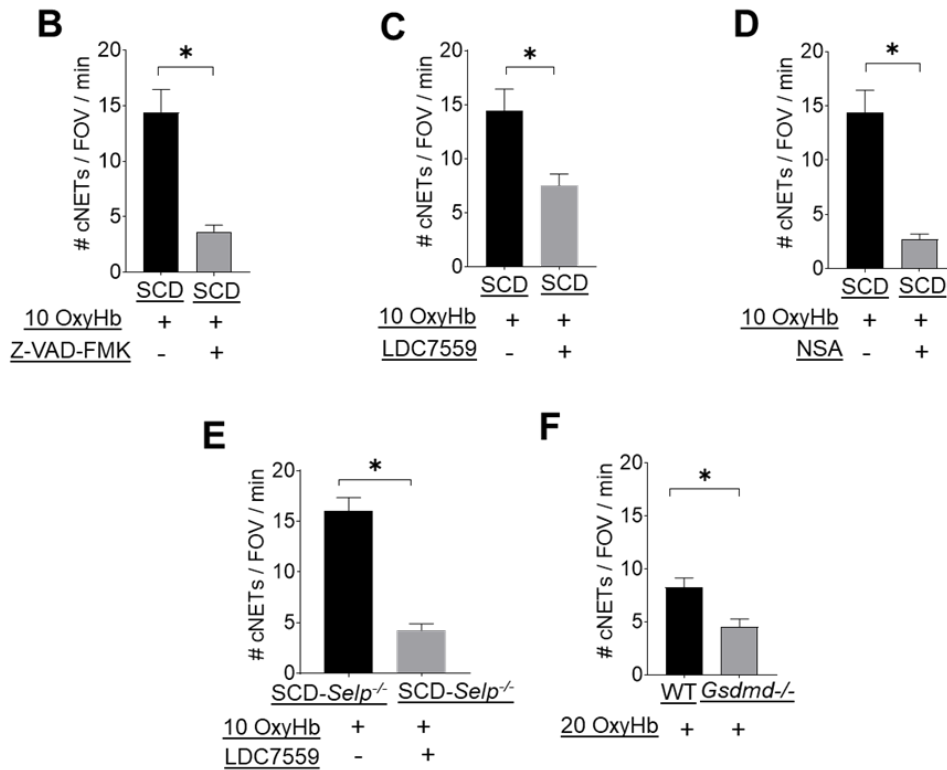 B
20
*
15
10
5
0
# cNETs / FOV / min
SCD SCD
10 OxyHb + +
Z-VAD-FMK - +
C
20
*
15
10
5
0
# cNETs / FOV / min
SCD SCD
10 OxyHb + +
LDC7559 - +
D
20
*
15
10
5
0
# cNETs / FOV / min
SCD SCD
10 OxyHb + +
NSA - +
E
20
*
15
10
5
0
# cNETs / FOV / min
SCD-Selp-/- SCD-Selp-/-
10 OxyHb + +
LDC7559 - +
F
20
*
15
10
5
0
# cNETs / FOV / min
WT Gsdmd-/-
20 OxyHb + +